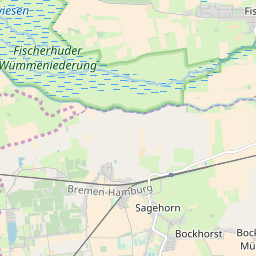 wiesen
Fis
Fischerhuder
Wümmeniederung
Bremen-Hamburg
Sagehorn
Bockhorst
Bock
Mü